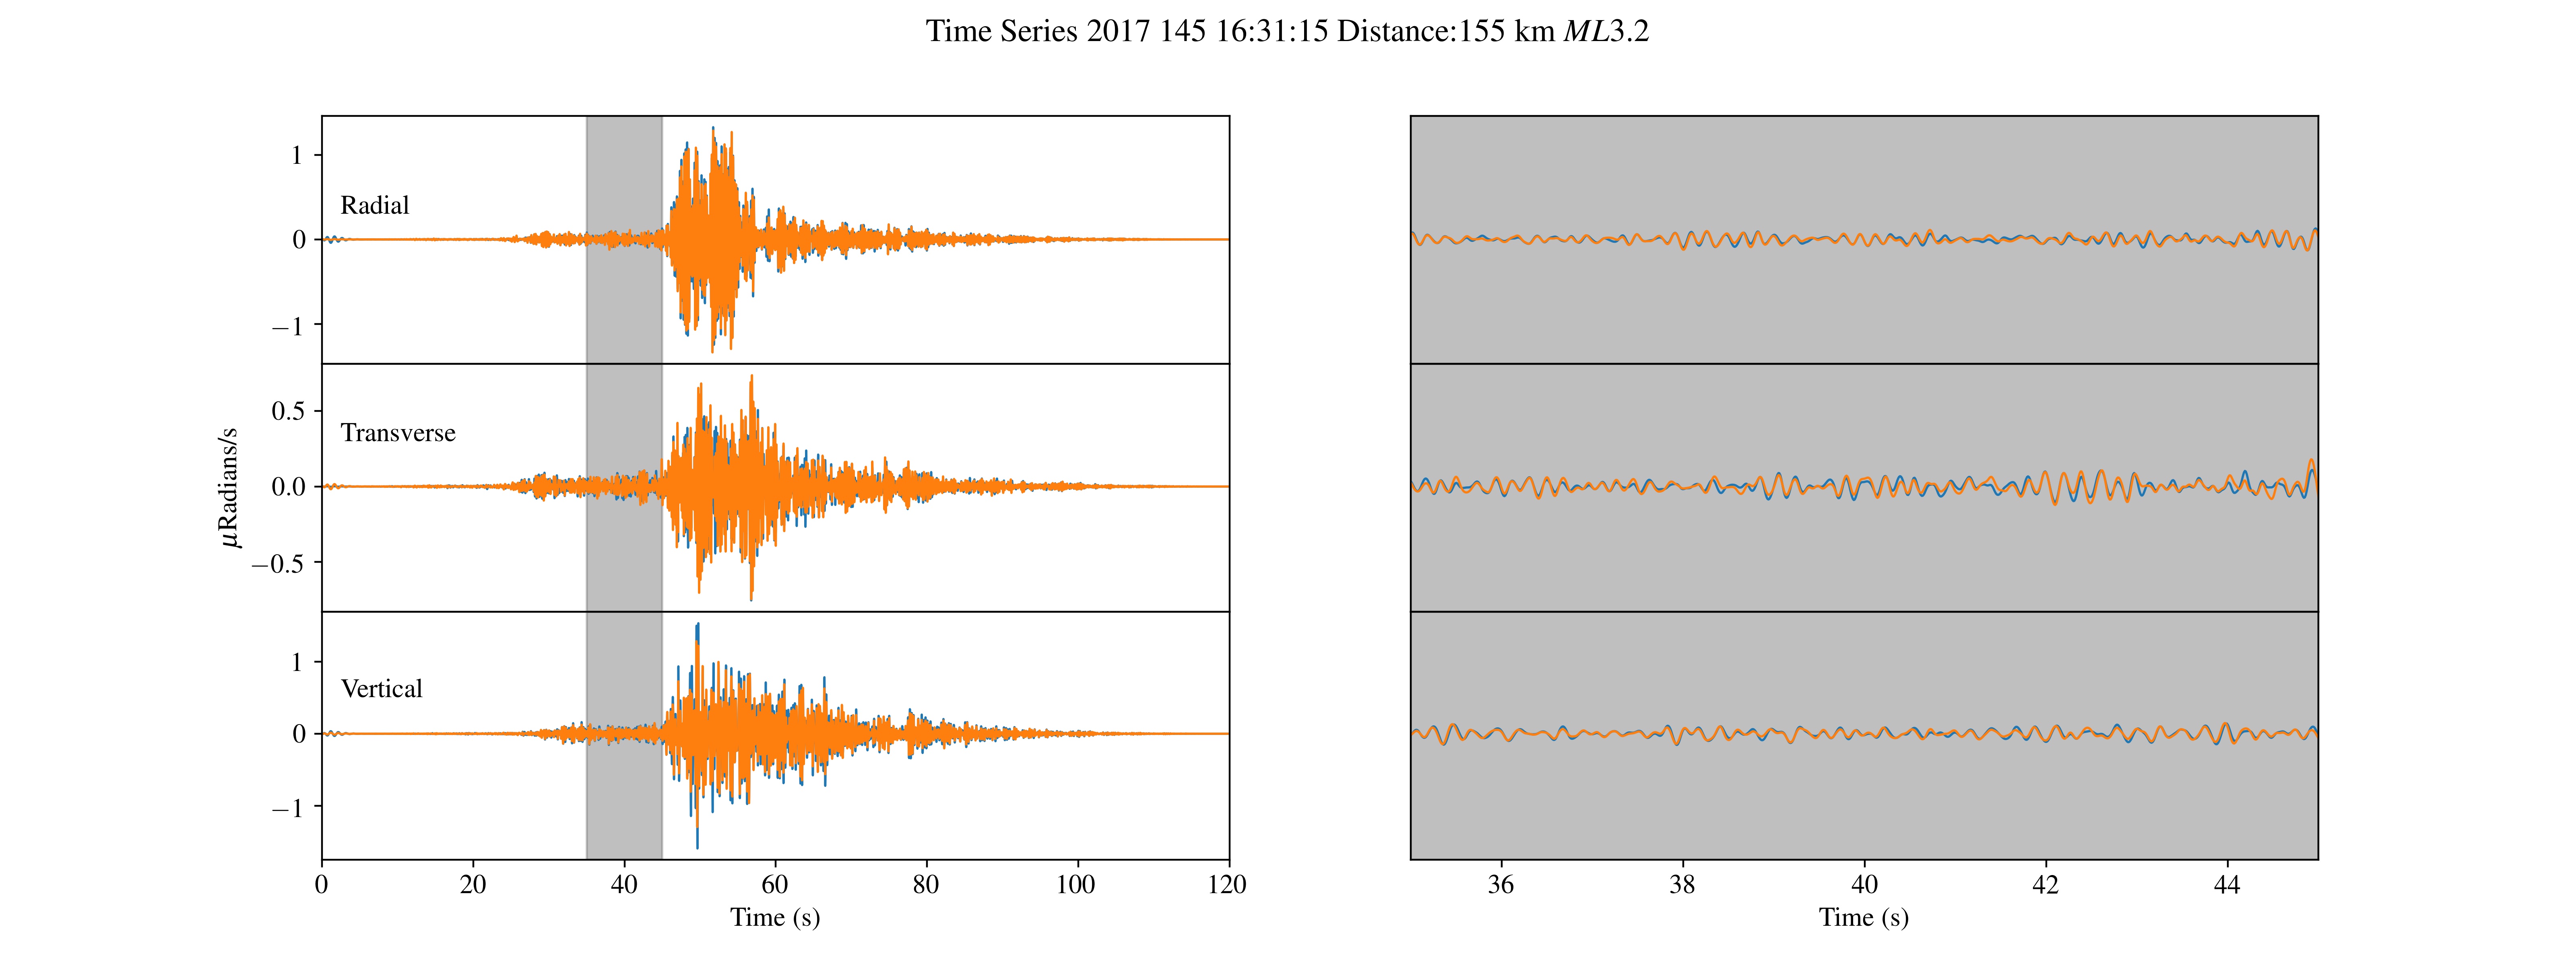 Time Series 2017 145 16:31:15 Distance:155 km ML3.2
1
0
−1
Radial
0.5
0.0
−0.5
Transverse
μRadians/s
1
0
−1
Vertical
0 20 40 60 80 100 120
Time (s)
36 38 40 42 44
Time (s)